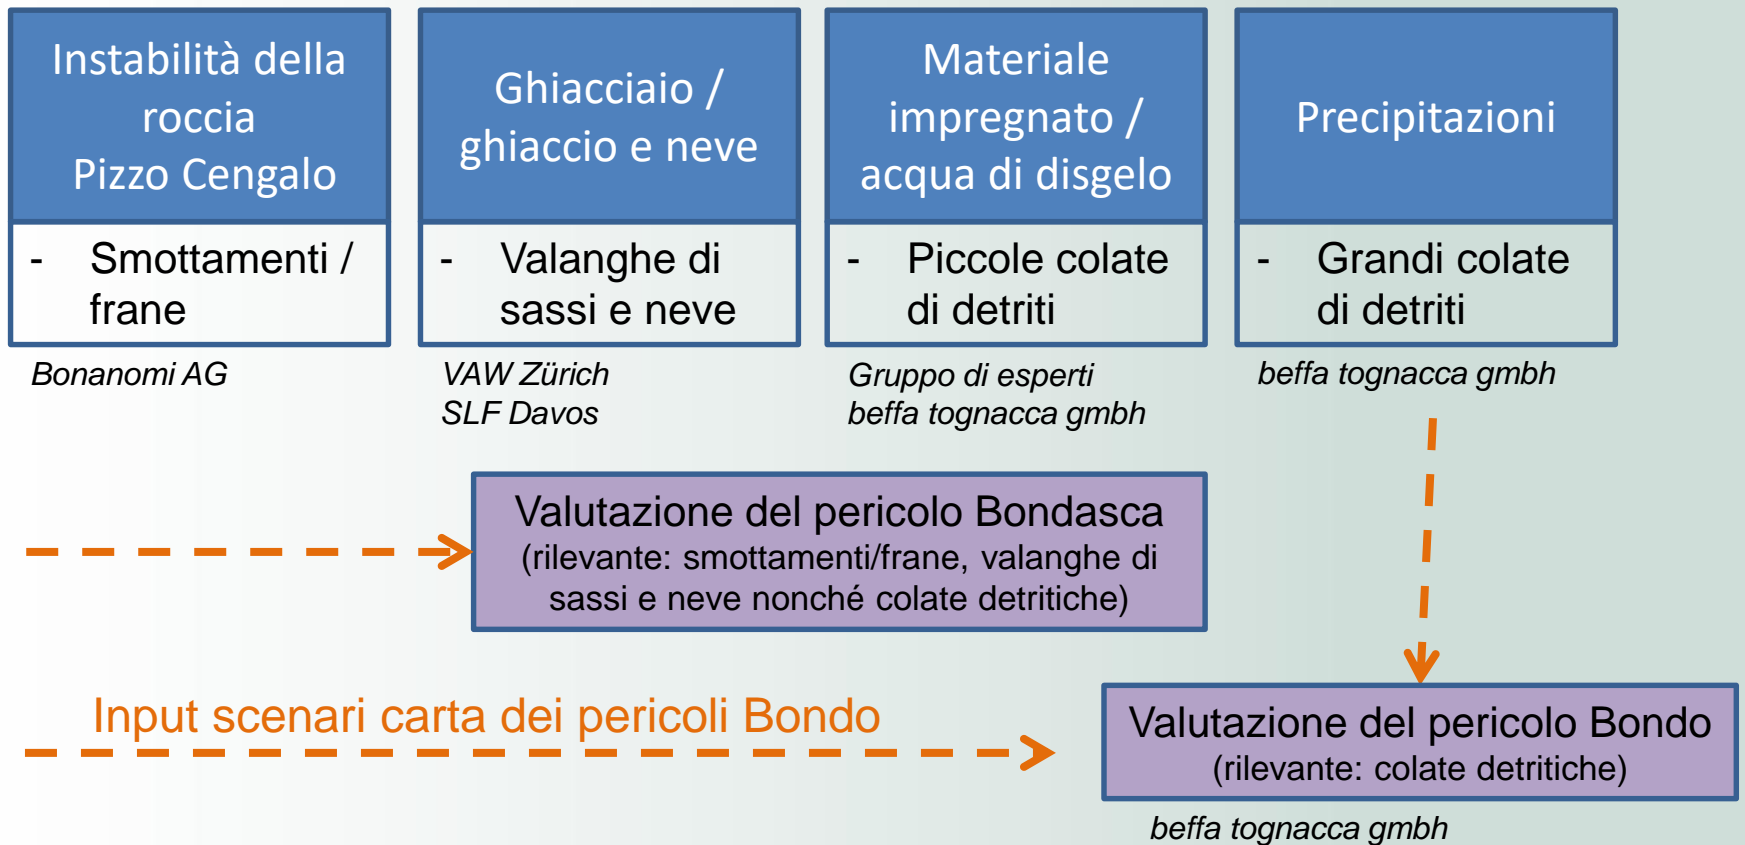 Instabilità della
roccia
Pizzo Cengalo
- Smottamenti /
frane
Bonanomi AG
Ghiacciaio /
ghiaccio e neve
- Valanghe di
sassi e neve
VAW Zürich
SLF Davos
Materiale
impregnato /
acqua di disgelo
- Piccole colate
di detriti
Gruppo di esperti
beffa tognacca gmbh
Precipitazioni
- Grandi colate
di detriti
beffa tognacca gmbh
Valutazione del pericolo Bondasca
(rilevante: smottamenti/frane, valanghe di
sassi e neve nonché colate detritiche)
Input scenari carta dei pericoli Bondo
Valutazione del pericolo Bondo
(rilevante: colate detritiche)
beffa tognacca gmbh